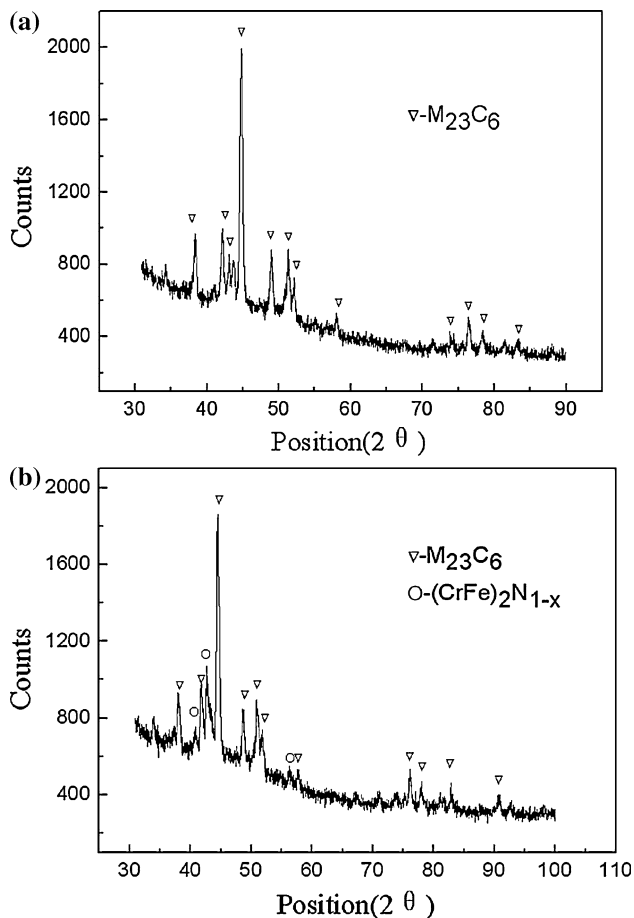 (a)
2000
1600
1200
800
400
Counts
▽-M23C6
30 40 50 60 70 80 90
Position(2 θ )
(b)
2000
1600
1200
800
400
Counts
▽-M23C6
○-(CrFe)2N1-x
30 40 50 60 70 80 90 100 110
Position(2 θ )